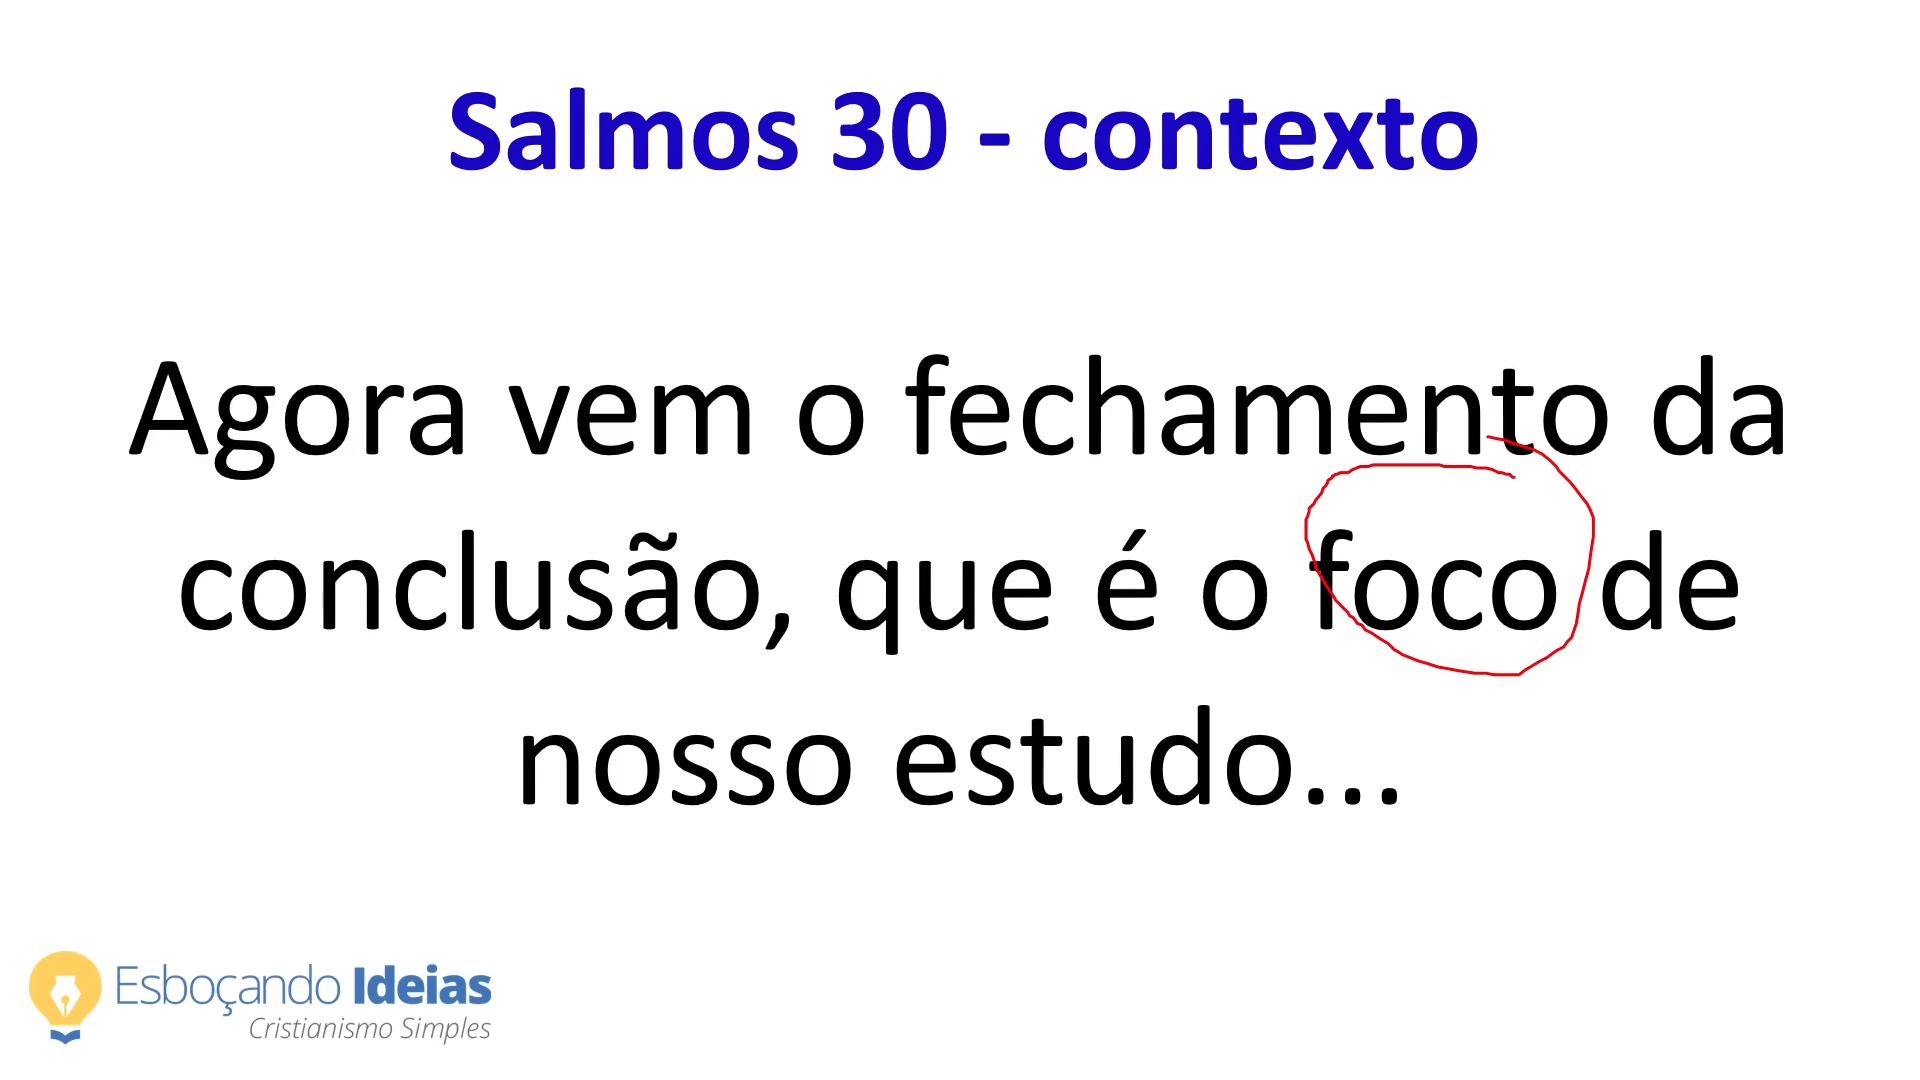 Salmos 30 - contexto
Agora vem o fechamento da
conclusão, que é o foco de
nosso estudo...
Esboçando Ideias
Cristianismo Simples